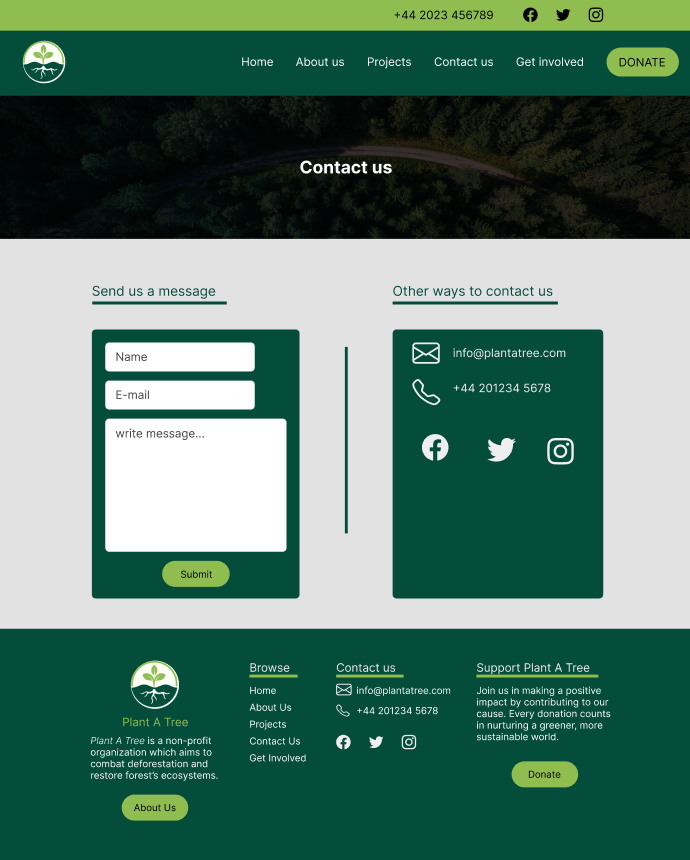 +44 2023 456789
Home About us Projects Contact us Get involved DONATE
Contact us
Send us a message
Name
E-mail
write message...
Submit
Other ways to contact us
info@plantatree.com
+44 201234 5678
Plant A Tree
Plant A Tree is a non-profit
organization which aims to
combat deforestation and
restore forest's ecosystems.
About Us
Browse
Home
About Us
Projects
Contact Us
Get Involved
Contact us
info@plantatree.com
+44 201234 5678
Support Plant A Tree
Join us in making a positive
impact by contributing to our
cause. Every donation counts
in nurturing a greener, more
sustainable world.
Donate